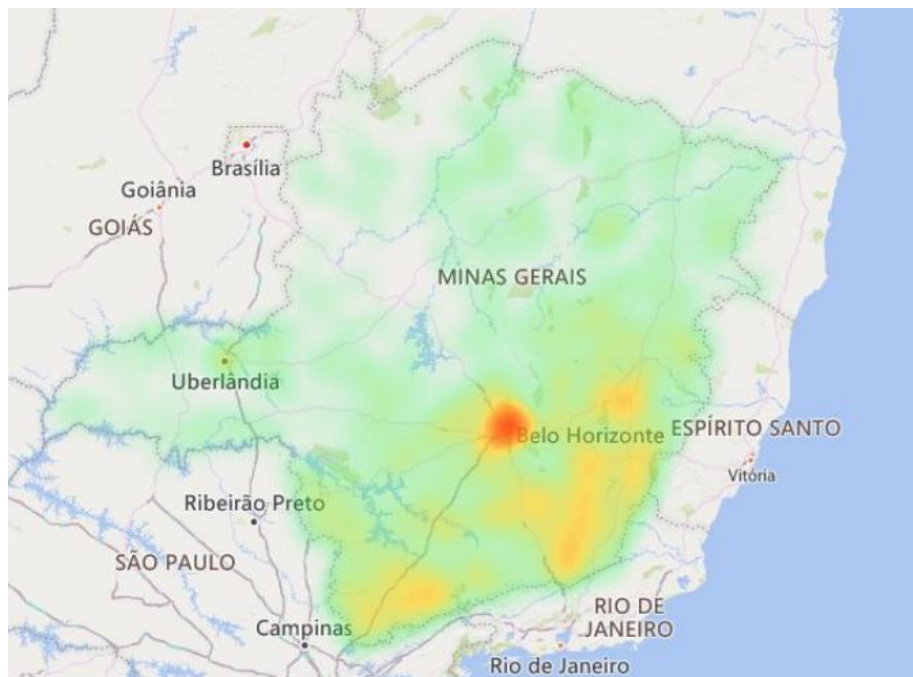 Brasília
Goiânia
GOIÁS
MINAS GERAIS
Uberlândia
Belo Horizonte
ESPÍRITO SANTO
Vitória
Ribeirão Preto
SÃO PAULO
RIO DE
JANEIRO
Campinas
Rio de Janeiro